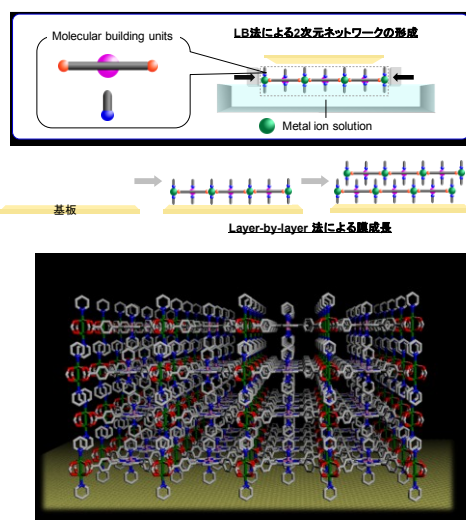 Molecular building units
LB法による2次元ネットワークの形成
Metal ion solution
基板
Layer-by-layer 法による膜成長